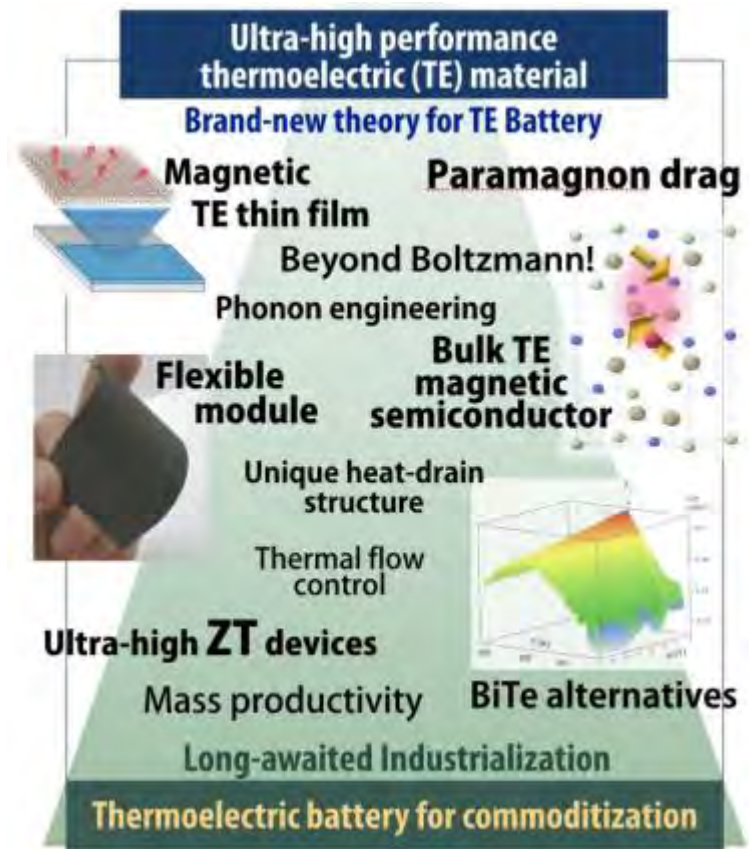 Ultra-high performance
thermoelectric (TE) material
Brand-new theory for TE Battery
Magnetic
TE thin film
Paramagnon drag
Beyond Boltzmann!
Phonon engineering
Flexible
module
Bulk TE
magnetic
semiconductor
Unique heat-drain
structure
Thermal flow
control
Ultra-high ZT devices
Mass productivity
BiTe alternatives
Long-awaited Industrialization
Thermoelectric battery for commoditization